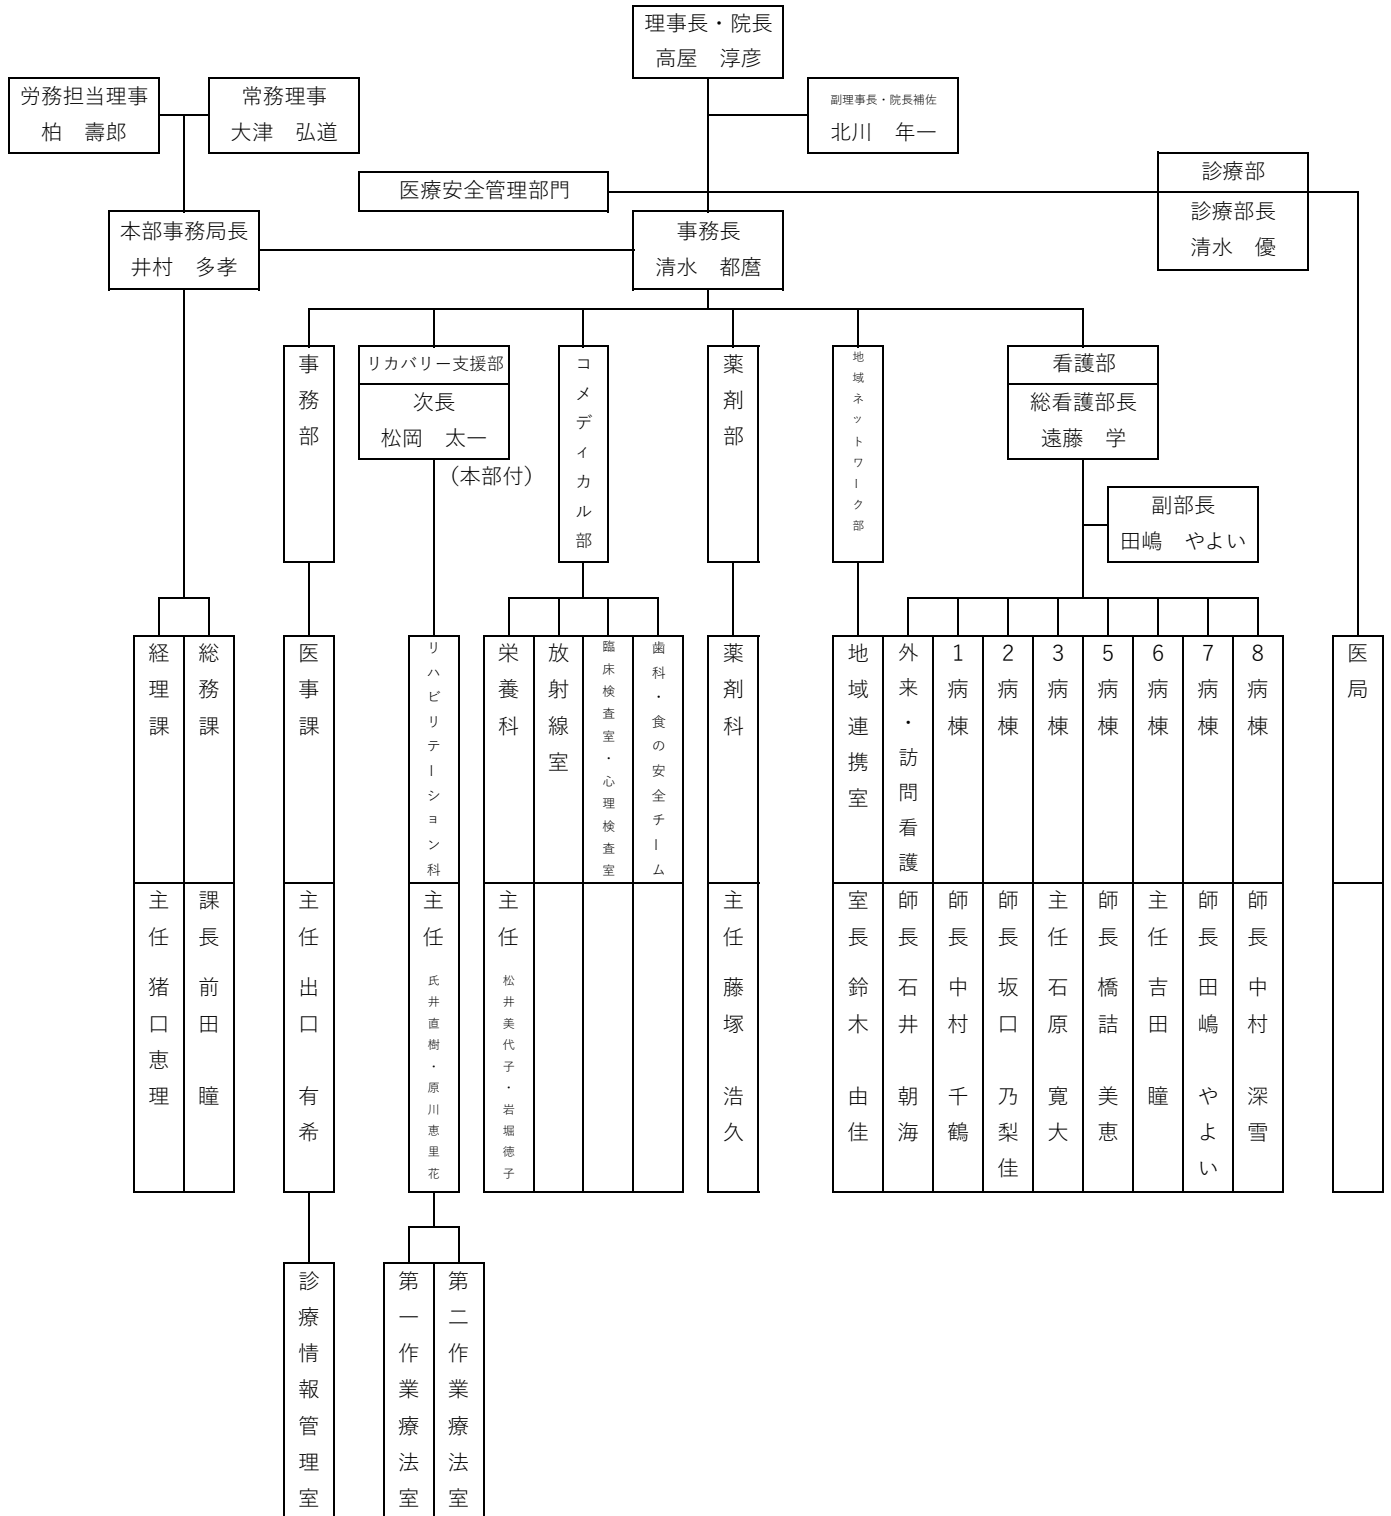 理事長・院長
高屋　淳彦
労務担当理事
柏　壽郎
常務理事
大津　弘道
副理事長・院長補佐
北川　年一
医療安全管理部門
診療部
診療部長
清水　優
本部事務局長
井村　多孝
事務長
清水　都麿
事務部
リカバリー支援部
次長
松岡　太一
（本部付）
コメディカル部
薬剤部
地域ネットワーク部
看護部
総看護部長
遠藤　学
副部長
田嶋　やよい
経理課
主任 猪口恵理
総務課
課長 前田　瞳
医事課
主任 出口　有希
リハビリテーション科
主任 氏井直樹・原川恵里花
栄養科
主任 松井美代子・岩堀徳子
放射線室
臨床検査室・心理検査室
歯科・食の安全チーム
薬剤科
主任 藤塚　浩久
地域連携室
室長 鈴木　由佳
外来・訪問看護
師長 石井　朝海
1病棟
師長 中村　千鶴
2病棟
師長 坂口　乃梨佳
3病棟
主任 石原　寛大
5病棟
師長 橋詰　美恵
6病棟
主任 吉田　瞳
7病棟
師長 田嶋　やよい
8病棟
師長 中村　深雪
医局
診療情報管理室
第一作業療法室
第二作業療法室